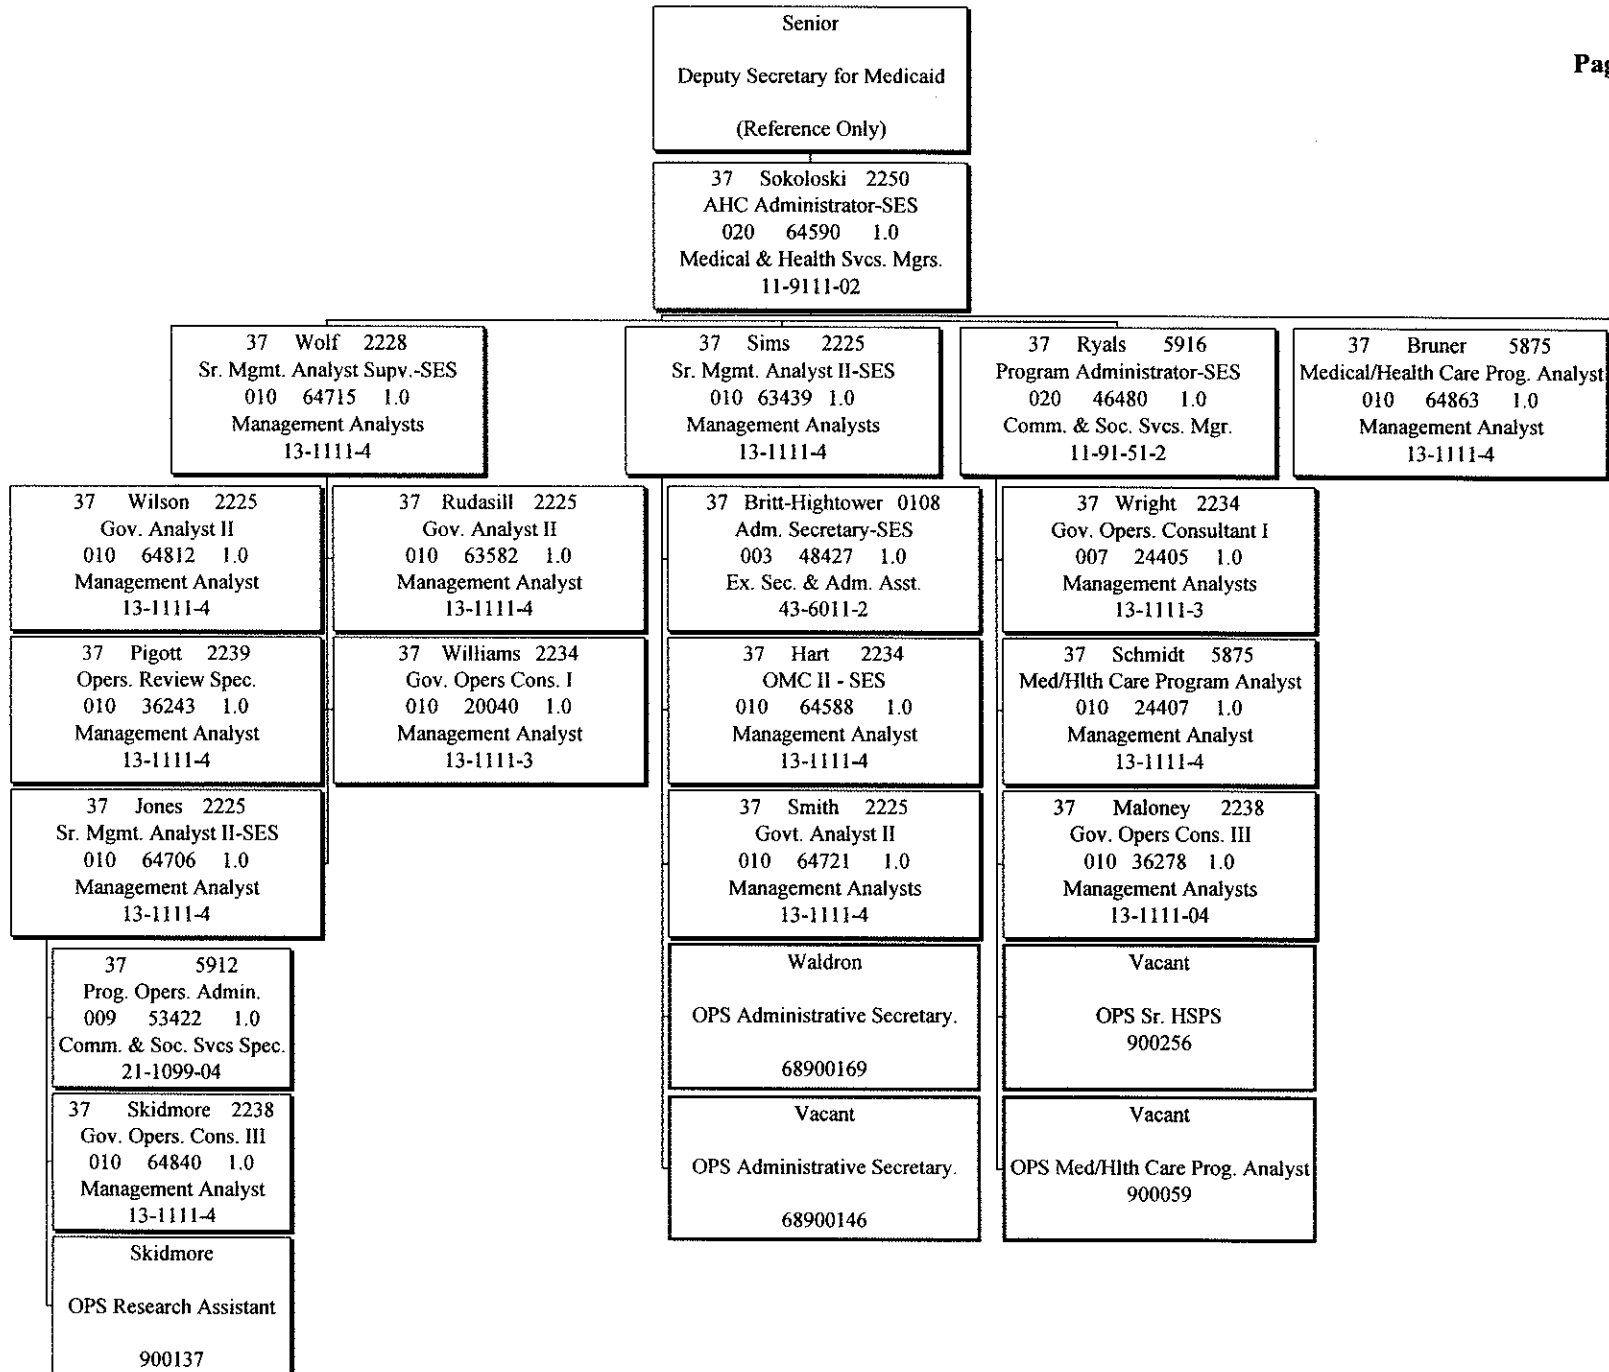 Senior
Deputy Secretary for Medicaid
(Reference Only)
Pag
37 Sokoloski 2250
AHC Administrator-SES
020 64590 1.0
Medical & Health Svcs. Mgrs.
11-9111-02
37 Wolf 2228
Sr. Mgmt. Analyst Supv.-SES
010 64715 1.0
Management Analysts
13-1111-4
37 Sims 2225
Sr. Mgmt. Analyst II-SES
010 63439 1.0
Management Analysts
13-1111-4
37 Ryals 5916
Program Administrator-SES
020 46480 1.0
Comm. & Soc. Svcs. Mgr.
11-91-51-2
37 Bruner 5875
Medical/Health Care Prog. Analyst
010 64863 1.0
Management Analyst
13-1111-4
37 Wilson 2225
Gov. Analyst II
010 64812 1.0
Management Analyst
13-1111-4
37 Rudasill 2225
Gov. Analyst II
010 63582 1.0
Management Analyst
13-1111-4
37 Britt-Hightower 0108
Adm. Secretary-SES
003 48427 1.0
Ex. Sec. & Adm. Asst.
43-6011-2
37 Wright 2234
Gov. Opers. Consultant I
007 24405 1.0
Management Analysts
13-1111-3
37 Pigott 2239
Opers. Review Spec.
010 36243 1.0
Management Analyst
13-1111-4
37 Williams 2234
Gov. Opers Cons. I
010 20040 1.0
Management Analyst
13-1111-3
37 Hart 2234
OMC II - SES
010 64588 1.0
Management Analyst
13-1111-4
37 Schmidt 5875
Med/Hlth Care Program Analyst
010 24407 1.0
Management Analyst
13-1111-4
37 Jones 2225
Sr. Mgmt. Analyst II-SES
010 64706 1.0
Management Analyst
13-1111-4
37 Smith 2225
Govt. Analyst II
010 64721 1.0
Management Analysts
13-1111-4
37 Maloney 2238
Gov. Opers Cons. III
010 36278 1.0
Management Analysts
13-1111-04
37 5912
Prog. Opers. Admin.
009 53422 1.0
Comm. & Soc. Svcs Spec.
21-1099-04
Waldron
OPS Administrative Secretary.
68900169
Vacant
OPS Sr. HSPS
900256
37 Skidmore 2238
Gov. Opers. Cons. III
010 64840 1.0
Management Analyst
13-1111-4
Vacant
OPS Administrative Secretary.
68900146
Vacant
OPS Med/Hlth Care Prog. Analyst
900059
Skidmore
OPS Research Assistant
900137